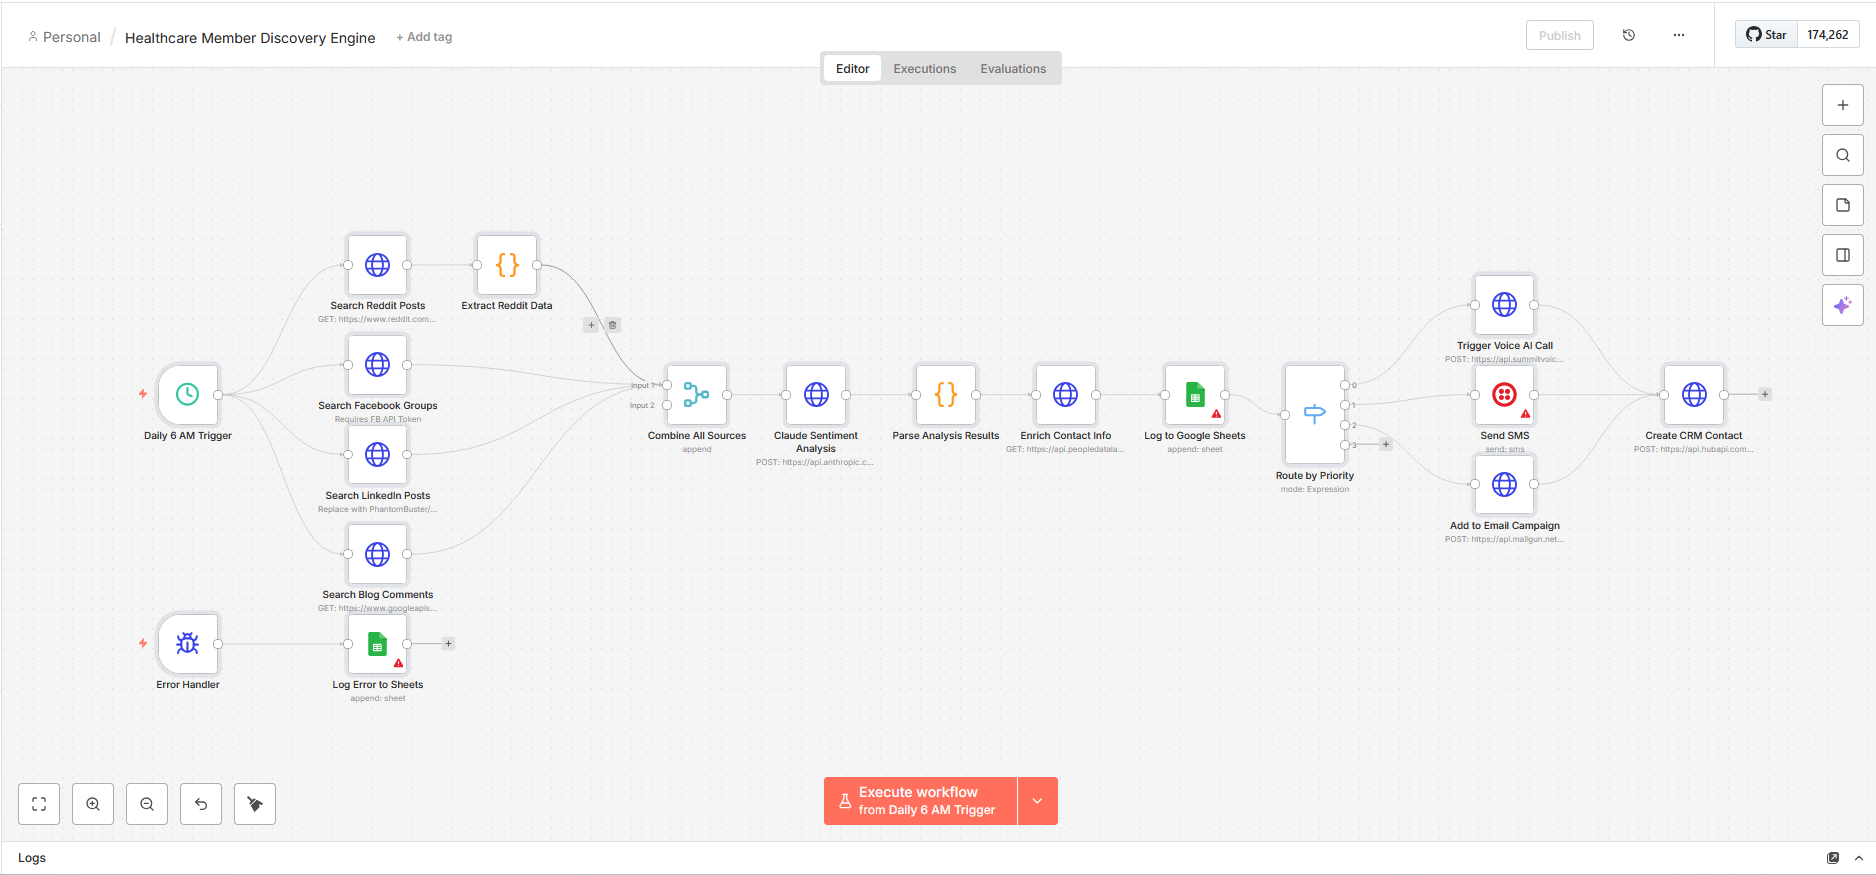 Personal / Healthcare Member Discovery Engine + Add tag
Publish
Star 174,262
Editor Executions Evaluations
Search Reddit Posts
GET: https://www.reddit.com...
Extract Reddit Data
Search Facebook Groups
Requires FB API Token
Daily 6 AM Trigger
Search LinkedIn Posts
Replace with PhantomBuster/...
Search Blog Comments
GET: https://www.googleapis...
Error Handler
Log Error to Sheets
append: sheet
Input 1
Input 2
Combine All Sources
append
Claude Sentiment
Analysis
POST: https://api.anthropic.c...
Parse Analysis Results
Enrich Contact Info
GET: https://api.peopledatala...
Log to Google Sheets
append: sheet
0
1
2
3
Route by Priority
mode: Expression
Trigger Voice AI Call
POST: https://api.summitvoic...
Send SMS
send: sms
Add to Email Campaign
POST: https://api.mailgun.net...
Create CRM Contact
POST: https://api.hubapi.com...
Execute workflow
from Daily 6 AM Trigger
Logs